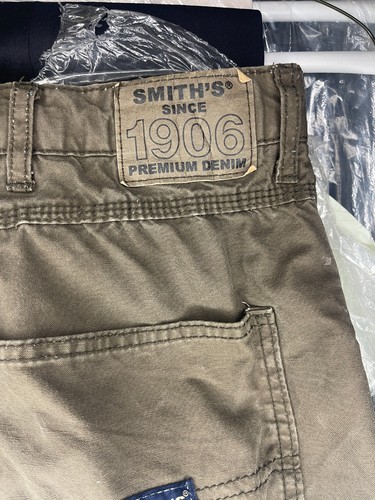 SMITH'S®
SINCE
1906
PREMIUM DENIM